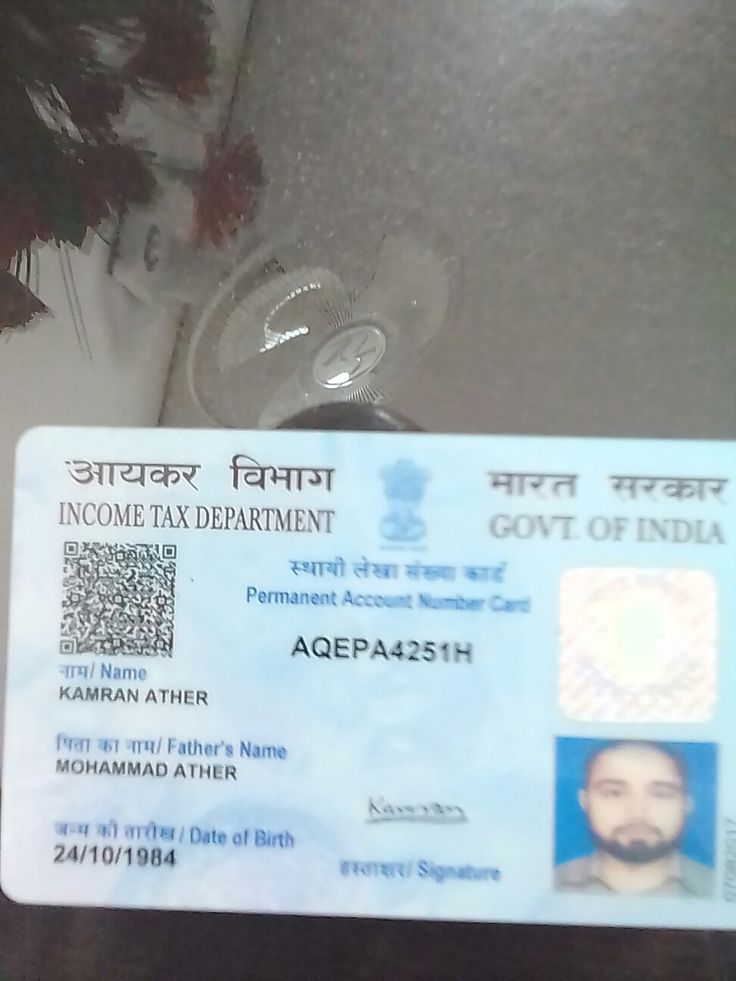 आयकर विभाग
INCOME TAX DEPARTMENT
भारत सरकार
GOVT. OF INDIA
स्थायी लेखा संख्या कार्ड
Permanent Account Number Card
AQEPA4251H
नाम/ Name
KAMRAN ATHER
पिता का नाम/ Father's Name
MOHAMMAD ATHER
जन्म की तारीख/ Date of Birth
24/10/1984
Kamran
हस्ताक्षर/ Signature